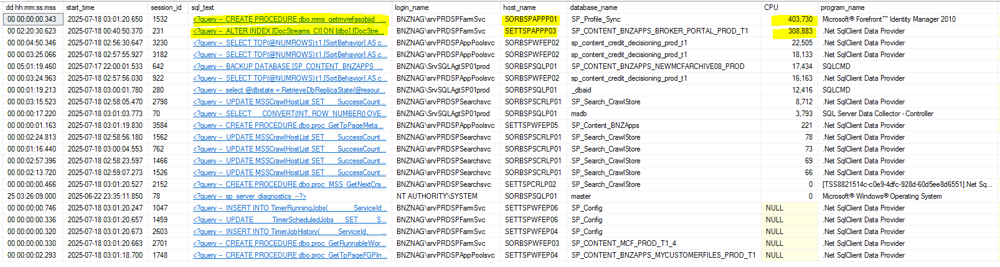 dd hh:mm:ss.mss start_time session_id sql_text login_name host_name database_name CPU program_name
00 00:00:00.343 2025-07-18 03:01:20.650 1532 <?query -- CREATE PROCEDURE dbo.mms_getmvrefasobjid ... BNZNAG\srvPRDSPFarmSvc SORBSPAPPP01 SP_Profile_Sync 403,730 Microsoft® Forefront™ Identity Manager 2010
00 02:20:30.623 2025-07-18 00:40:50.370 231 <?query -- ALTER INDEX [DocStreams_CI] ON [dbo].[DocStre... BNZNAG\srvPRDSPFarmSvc SETTSPAPPP03 SP_CONTENT_BNZAPPS_BROKER_PORTAL_PROD_T1 308,883 .Net SqlClient Data Provider
00 00:04:50.346 2025-07-18 02:56:30.647 3230 <?query -- SELECT TOP(@NUMROWS) t1.[SortBehavior] AS c... BNZNAG\srvPRDSPAppPoolsvc SORBSPWFEP02 sp_content_credit_decisioning_prod_t1 22,505 .Net SqlClient Data Provider
00 00:03:25.066 2025-07-18 02:57:55.927 3182 <?query -- SELECT TOP(@NUMROWS) t1.[SortBehavior] AS c... BNZNAG\srvPRDSPAppPoolsvc SORBSPWFEP02 sp_content_credit_decisioning_prod_t1 18,133 .Net SqlClient Data Provider
00 05:01:19.460 2025-07-17 22:00:01.533 642 <?query -- BACKUP DATABASE [SP_CONTENT_BNZAPPS_... BNZNAG\SrvSQLAgtSP01prod SORBSPSQLP01 SP_CONTENT_BNZAPPS_NEWMCFARCHIVE08_PROD 17,434 SQLCMD
00 00:03:24.963 2025-07-18 02:57:56.030 922 <?query -- SELECT TOP(@NUMROWS) t1.[SortBehavior] AS c... BNZNAG\srvPRDSPAppPoolsvc SORBSPWFEP02 sp_content_credit_decisioning_prod_t1 16,163 .Net SqlClient Data Provider
00 00:01:19.213 2025-07-18 03:00:01.780 280 <?query -- select @dbstate = RetrieveDbReplicaState(@resour... BNZNAG\SrvSQLAgtSP01prod SORBSPSQLP01 _dbaid 12,416 SQLCMD
00 00:03:15.523 2025-07-18 02:58:05.470 2798 <?query -- UPDATE MSSCrawlHostList SET SuccessCount... BNZNAG\srvPRDSPSearchsvc SORBSPSCRLP01 SP_Search_CrawlStore 8,712 .Net SqlClient Data Provider
00 00:00:17.220 2025-07-18 03:01:03.773 70 <?query -- SELECT CONVERT(INT, ROW_NUMBER() OVE... BNZNAG\SrvSQLAgtSP01prod SORBSPSQLP01 msdb 3,793 SQL Server Data Collector - Controller
00 00:00:01.163 2025-07-18 03:01:19.830 3584 <?query -- CREATE PROCEDURE dbo.proc_GetTpPageMeta... BNZNAG\srvPRDSPAppPoolsvc SETTSPWFEP05 SP_Content_BNZApps 221 .Net SqlClient Data Provider
00 00:02:24.813 2025-07-18 02:58:56.180 1562 <?query -- UPDATE MSSCrawlHostList SET SuccessCount... BNZNAG\srvPRDSPSearchsvc SORBSPSCRLP01 SP_Search_CrawlStore 78 .Net SqlClient Data Provider
00 00:01:16.440 2025-07-18 03:00:04.553 762 <?query -- UPDATE MSSCrawlHostList SET SuccessCount... BNZNAG\srvPRDSPSearchsvc SORBSPSCRLP01 SP_Search_CrawlStore 73 .Net SqlClient Data Provider
00 00:02:57.396 2025-07-18 02:58:23.597 1466 <?query -- UPDATE MSSCrawlHostList SET SuccessCount... BNZNAG\srvPRDSPSearchsvc SORBSPSCRLP01 SP_Search_CrawlStore 69 .Net SqlClient Data Provider
00 00:02:13.720 2025-07-18 02:59:07.273 1526 <?query -- UPDATE MSSCrawlHostList SET SuccessCount... BNZNAG\srvPRDSPSearchsvc SORBSPSCRLP01 SP_Search_CrawlStore 66 .Net SqlClient Data Provider
00 00:00:00.466 2025-07-18 03:01:20.527 2152 <?query -- CREATE PROCEDURE dbo.proc_MSS_GetNextCra... BNZNAG\srvPRDSPSearchsvc SETTSPCRLP02 SP_Search_CrawlStore 0 [TSS8821514c-c0e9-4dfc-928d-60d5ee8d6551].Net Sq...
25 03:26:09.000 2025-06-22 23:35:11.850 78 <?query -- sp_server_diagnostics --?> NT AUTHORITY\SYSTEM SORBSPSQLP01 master 0 Microsoft® Windows® Operating System
00 00:00:00.746 2025-07-18 03:01:20.247 1047 <?query -- INSERT INTO TimerRunningJobs( ServiceId... BNZNAG\srvPRDSPFarmSvc SETTSPWFEP06 SP_Config NULL .Net SqlClient Data Provider
00 00:00:00.336 2025-07-18 03:01:20.657 1459 <?query -- UPDATE TimerScheduledJobs SET S... BNZNAG\srvPRDSPFarmSvc SETTSPWFEP06 SP_Config NULL .Net SqlClient Data Provider
00 00:00:00.320 2025-07-18 03:01:20.673 2603 <?query -- INSERT INTO TimerJobHistory( ServiceId, ... BNZNAG\srvPRDSPFarmSvc SETTSPWFEP04 SP_Config NULL .Net SqlClient Data Provider
00 00:00:00.320 2025-07-18 03:01:20.663 2701 <?query -- CREATE PROCEDURE dbo.proc_GetRunnableWor... BNZNAG\srvPRDSPFarmSvc SORBSPWFEP03 SP_CONTENT_MCF_PROD_T1_4 NULL .Net SqlClient Data Provider
00 00:00:02.293 2025-07-18 03:01:18.700 1748 <?query -- CREATE PROCEDURE dbo.proc_GetTpPageFGPIn... BNZNAG\srvPRDSPAppPoolsvc SETTSPWFEP04 SP_CONTENT_BNZAPPS_MYCUSTOMERFILES_PROD_T1 NULL .Net SqlClient Data Provider